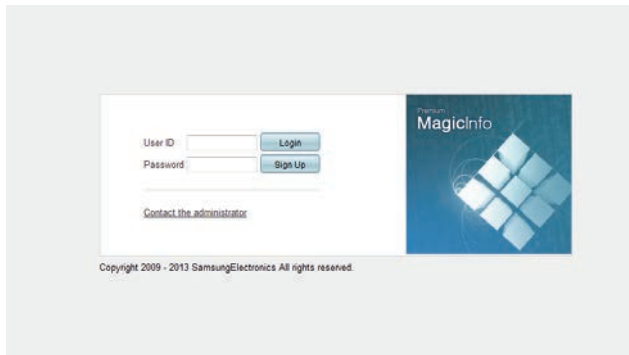 Premium
MagicInfo
User ID
Login
Password
Sign Up
Contact the administrator
Copyright 2009 - 2013 SamsungElectronics All rights reserved.